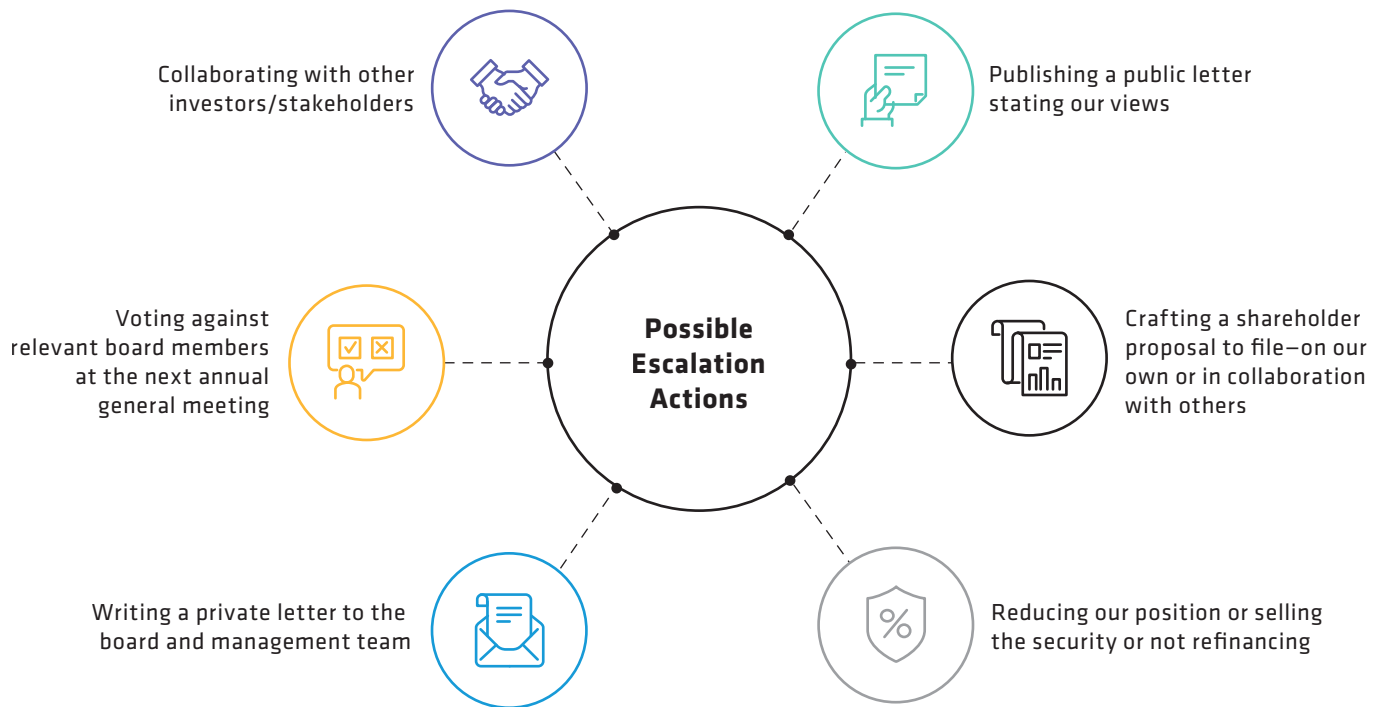 Collaborating with other
investors/stakeholders
Publishing a public letter
stating our views
Voting against
relevant board members
at the next annual
general meeting
Possible
Escalation
Actions
Crafting a shareholder
proposal to file—on our
own or in collaboration
with others
Writing a private letter to the
board and management team
Reducing our position or selling
the security or not refinancing